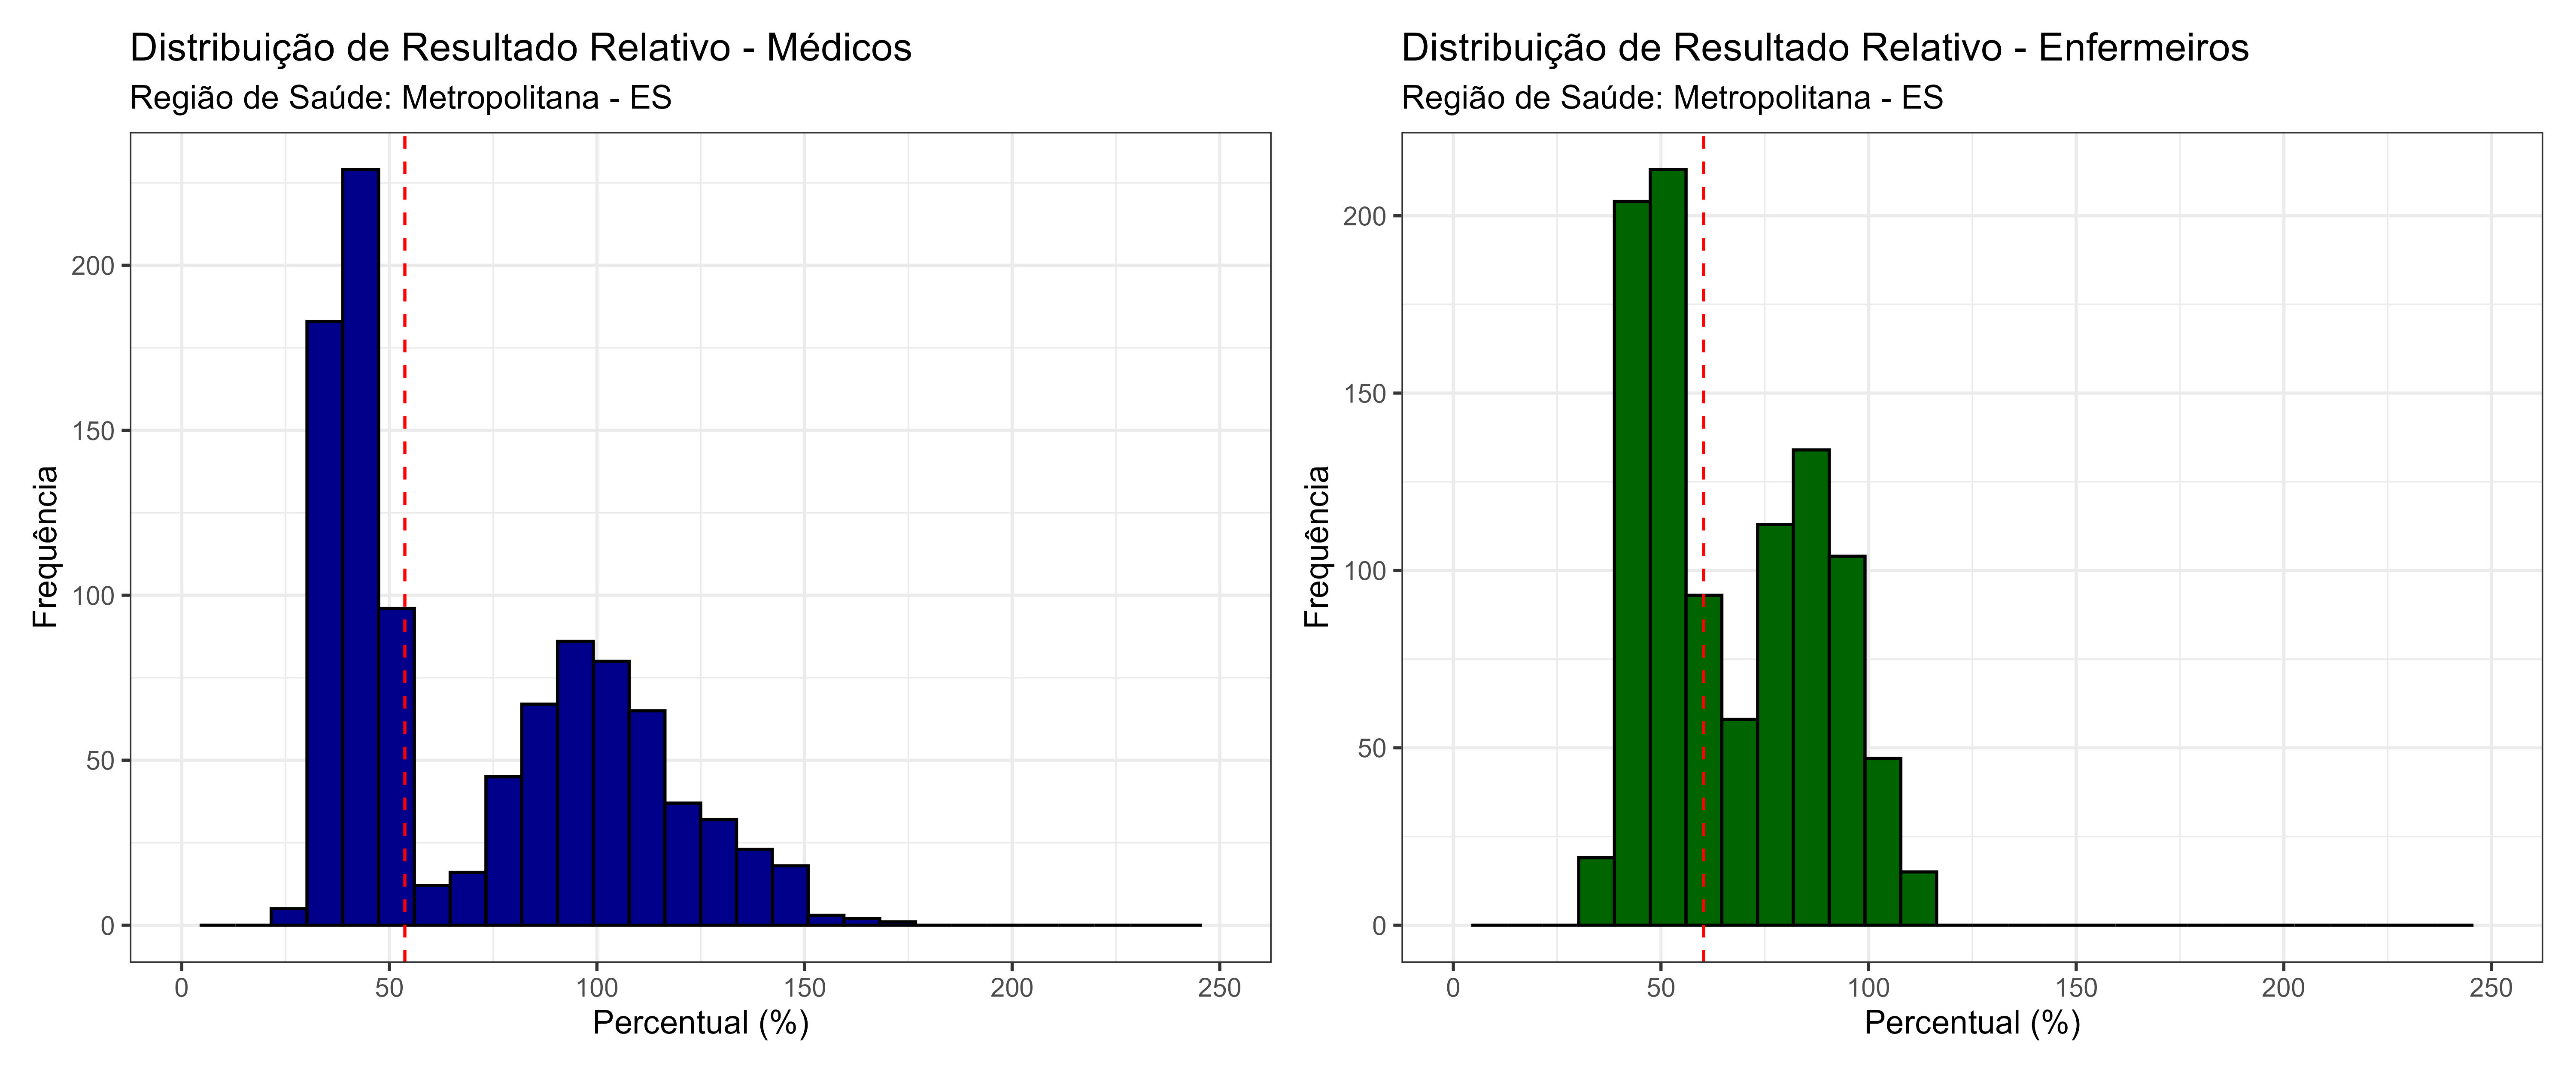 Distribuição de Resultado Relativo - Médicos
Região de Saúde: Metropolitana - ES
Frequência
200
150
100
50
0
0 50 100 150 200 250
Percentual (%)
Distribuição de Resultado Relativo - Enfermeiros
Região de Saúde: Metropolitana - ES
Frequência
200
150
100
50
0
0 50 100 150 200 250
Percentual (%)